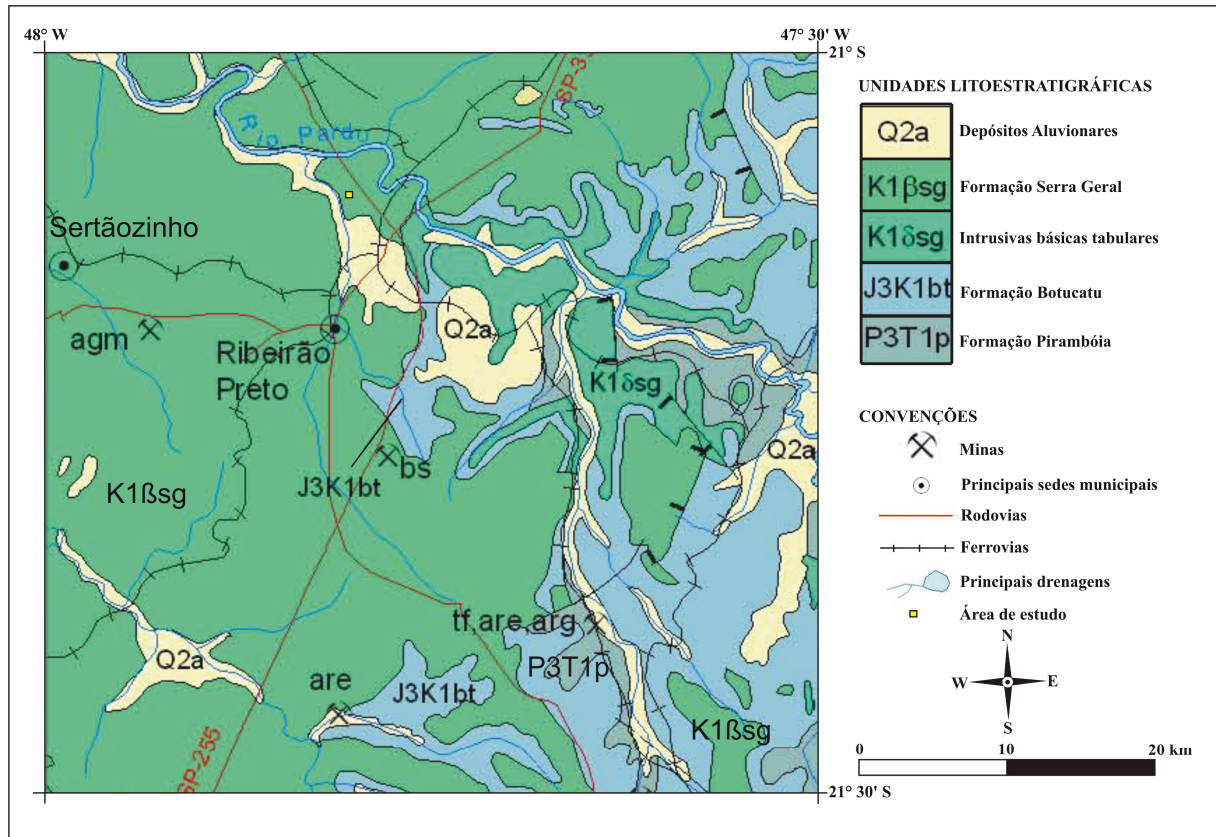 48° W
47° 30' W
21° S
SP-3
Rio Pardo
Sertãozinho
agm
Ribeirão
Preto
Q2a
K1δsg
Q2a
bs
J3K1bt
K1ßsg
tf,are,arg
P3T1p
Q2a
are
J3K1bt
K1ßsg
SP-255
21° 30' S
UNIDADES LITOESTRATIGRÁFICAS
Q2a Depósitos Aluvionares
K1βsg Formação Serra Geral
K1δsg Intrusivas básicas tabulares
J3K1bt Formação Botucatu
P3T1p Formação Pirambóia
CONVENÇÕES
Minas
Principais sedes municipais
Rodovias
Ferrovias
Principais drenagens
Área de estudo
N
W E
S
0 10 20 km